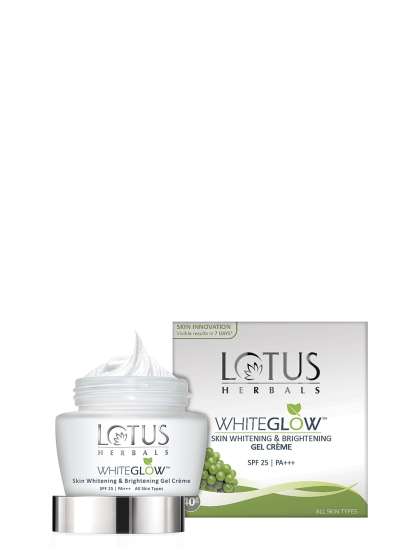 SKIN INNOVATION
Visible results in 7 DAYS*
LOTUS
HERBALS
WHITEGLOW™
SKIN WHITENING & BRIGHTENING
GEL CRÈME
SPF 25 | PA+++
ALL SKIN TYPES
LOTUS
HERBALS
WHITEGLOW™
Skin Whitening & Brightening Gel Crème
SPF 25 | PA+++ All Skin Types